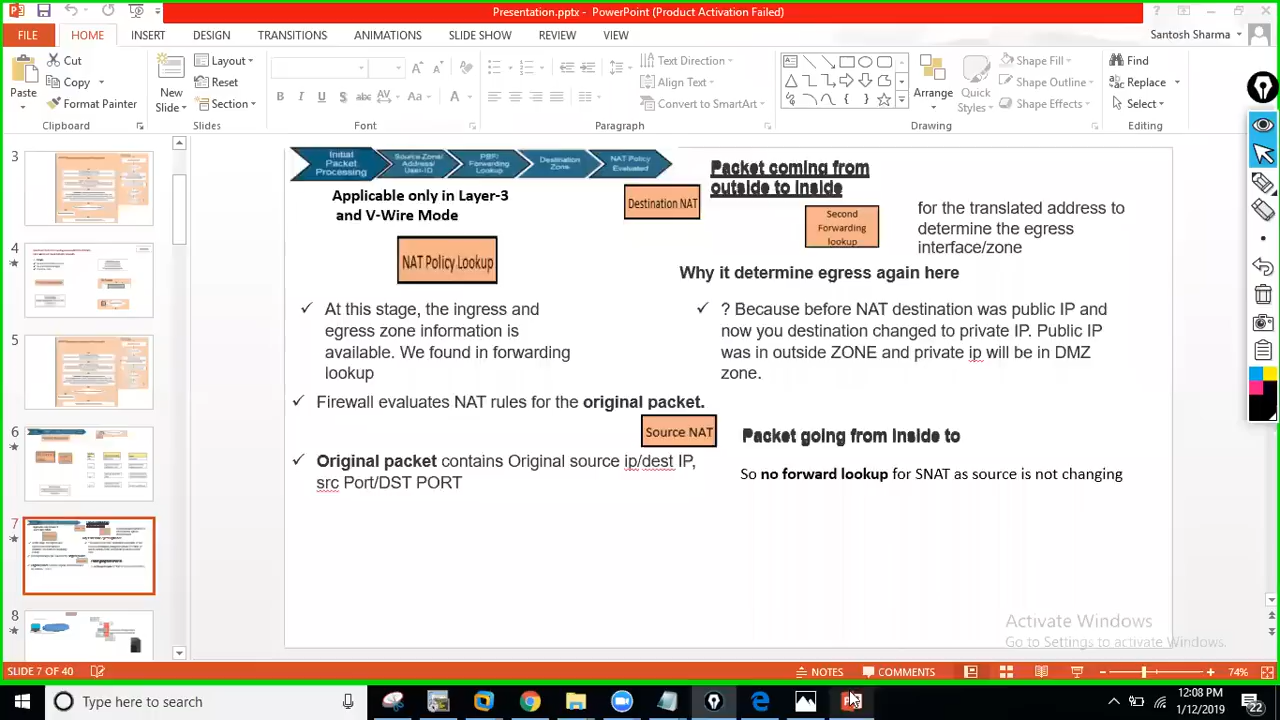 Presentation.pptx - PowerPoint (Product Activation Failed)
FILE HOME INSERT DESIGN TRANSITIONS ANIMATIONS SLIDE SHOW REVIEW VIEW
Santosh Sharma
Paste
Cut
Copy
Format Painter
Clipboard
New
Slide
Layout
Reset
Section
Slides
Font
Text Direction
Align Text
Convert to SmartArt
Paragraph
Arrange
Quick
Styles
Shape Fill
Shape Outline
Shape Effects
Drawing
Find
Replace
Select
Editing
3
4
5
6
7
8
Initial
Packet
Processing
Source Zone/
Address/
User-ID
PBF/
Forwarding
Lookup
Destination
Zone
NAT Policy
Evaluated
Applicable only in Layer-3
and V-Wire Mode
NAT Policy Lookup
At this stage, the ingress and
egress zone information is
available. We found in forwarding
lookup
Firewall evaluates NAT rules for the original packet.
Original packet contains Original source ip/dest IP,
src Port/DST PORT
Destination NAT
Packet coming from
outside to inside
Second
Forwarding
lookup
for the translated address to
determine the egress
interface/zone
Why it determine egress again here
? Because before NAT destination was public IP and
now you destination changed to private IP. Public IP
was in outside ZONE and private ip will be in DMZ
zone.
Source NAT
Packet going from inside to
So no forward lookup for SNAT as source is not changing
Activate Windows
Go to Settings to activate Windows.
SLIDE 7 OF 40
NOTES
COMMENTS
74%
Type here to search
12:08 PM
1/12/2019
22